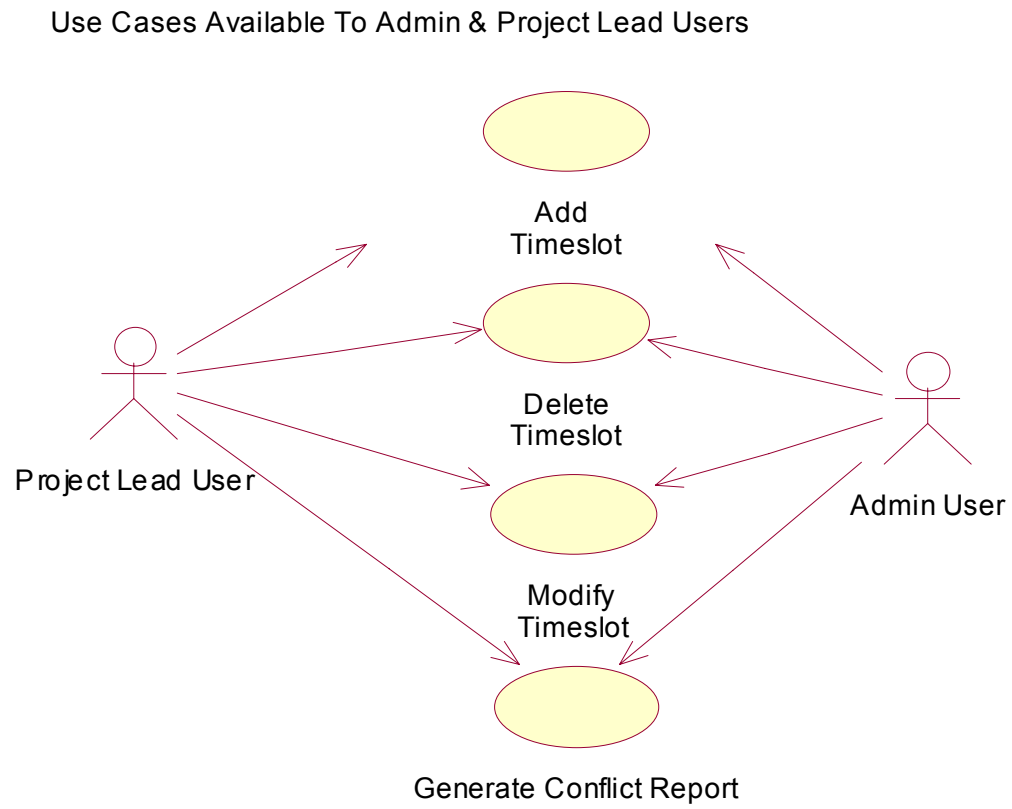 Use Cases Available To Admin & Project Lead Users
Add
Timeslot
Delete
Timeslot
Project Lead User
Admin User
Modify
Timeslot
Generate Conflict Report